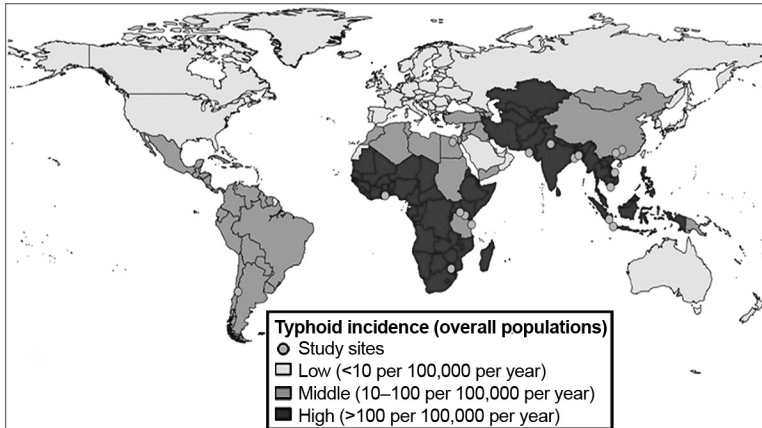 Typhoid incidence (overall populations)
Study sites
Low (<10 per 100,000 per year)
Middle (10–100 per 100,000 per year)
High (>100 per 100,000 per year)